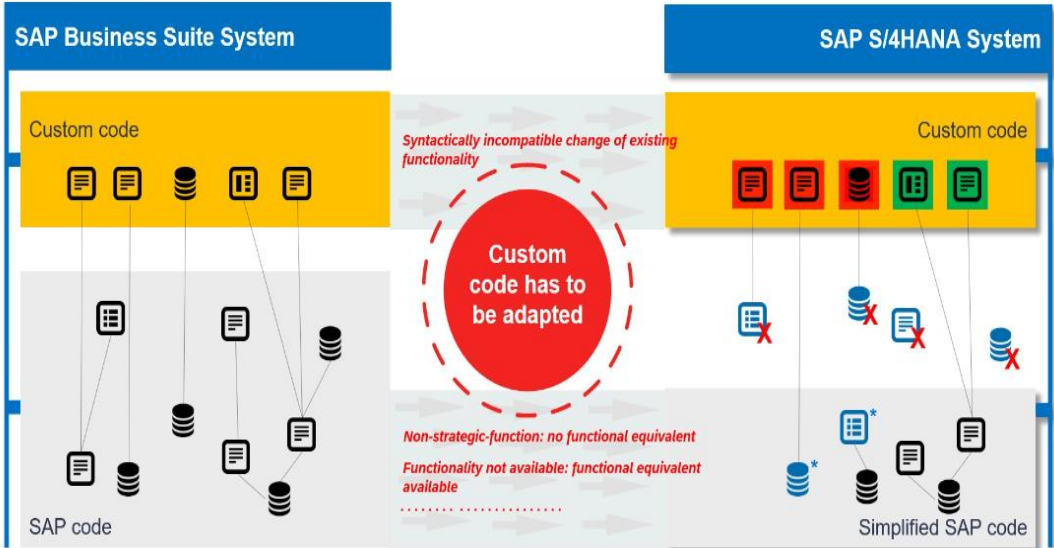 SAP Business Suite System
SAP S/4HANA System
Custom code
Custom code
Syntactically incompatible change of existing
functionality
Custom
code has to
be adapted
X
X
X
X
*
*
Non-strategic-function: no functional equivalent
Functionality not available: functional equivalent
available
........ ...............
SAP code
Simplified SAP code